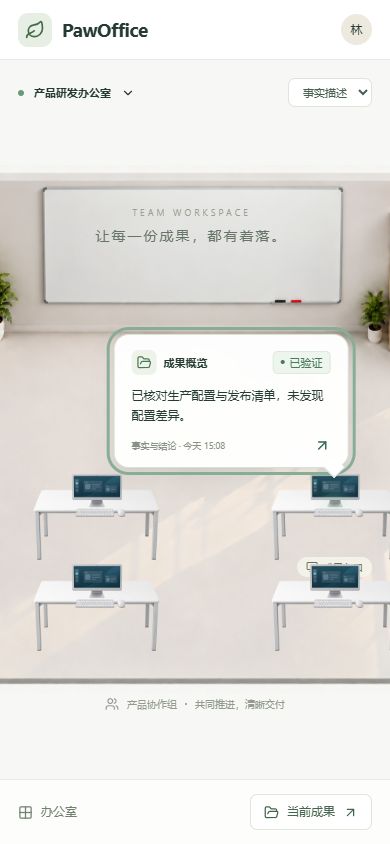 PawOffice
林
产品研发办公室
事实描述
TEAM WORKSPACE
让每一份成果，都有着落。
成果概览
已验证
已核对生产配置与发布清单，未发现
配置差异。
事实与结论 · 今天 15:08
产品协作组 · 共同推进，清晰交付
办公室
当前成果